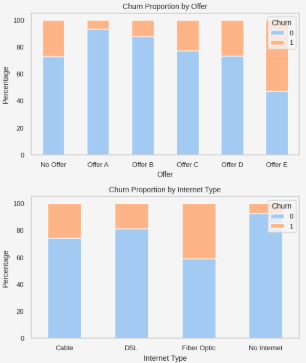 Churn Proportion by Offer
Churn
0
1
100
80
60
40
20
0
Percentage
No Offer Offer A Offer B Offer C Offer D Offer E
Offer
Churn Proportion by Internet Type
Churn
0
1
100
80
60
40
20
0
Percentage
Cable DSL Fiber Optic No Internet
Internet Type